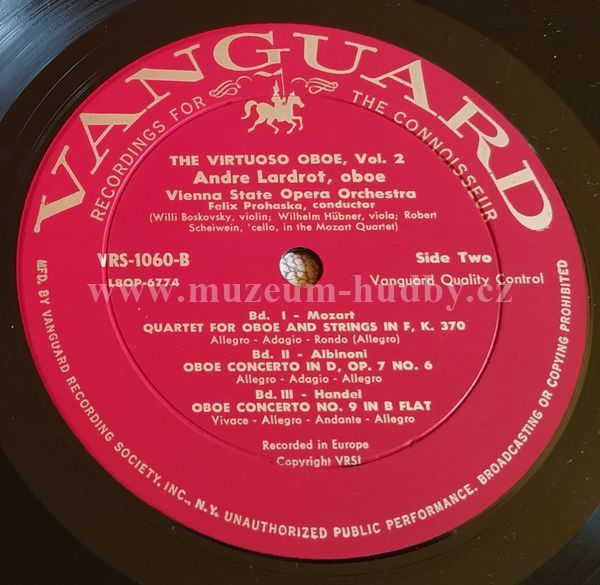 VANGUARD
RECORDINGS FOR THE CONNOISSEUR
THE VIRTUOSO OBOE, Vol. 2
Andre Lardrot, oboe
Vienna State Opera Orchestra
Felix Prohaska, conductor
(Willi Boskovsky, violin; Wilhelm Hübner, viola; Robert
Scheiwein, 'cello, in the Mozart Quartet)
VRS-1060-B Side Two
L8OP-6774 Vanguard Quality Control
www.muzeum-hudby.cz
Bd. I - Mozart
QUARTET FOR OBOE AND STRINGS IN F, K. 370
Allegro - Adagio - Rondo (Allegro)
Bd. II - Albinoni
OBOE CONCERTO IN D, OP. 7 NO. 6
Allegro - Adagio - Allegro
Bd. III - Handel
OBOE CONCERTO NO. 9 IN B FLAT
Vivace - Allegro - Andante - Allegro
Recorded in Europe
Copyright VRSI
MFD. BY VANGUARD RECORDING SOCIETY, INC., N.Y. UNAUTHORIZED PUBLIC PERFORMANCE, BROADCASTING OR COPYING PROHIBITED